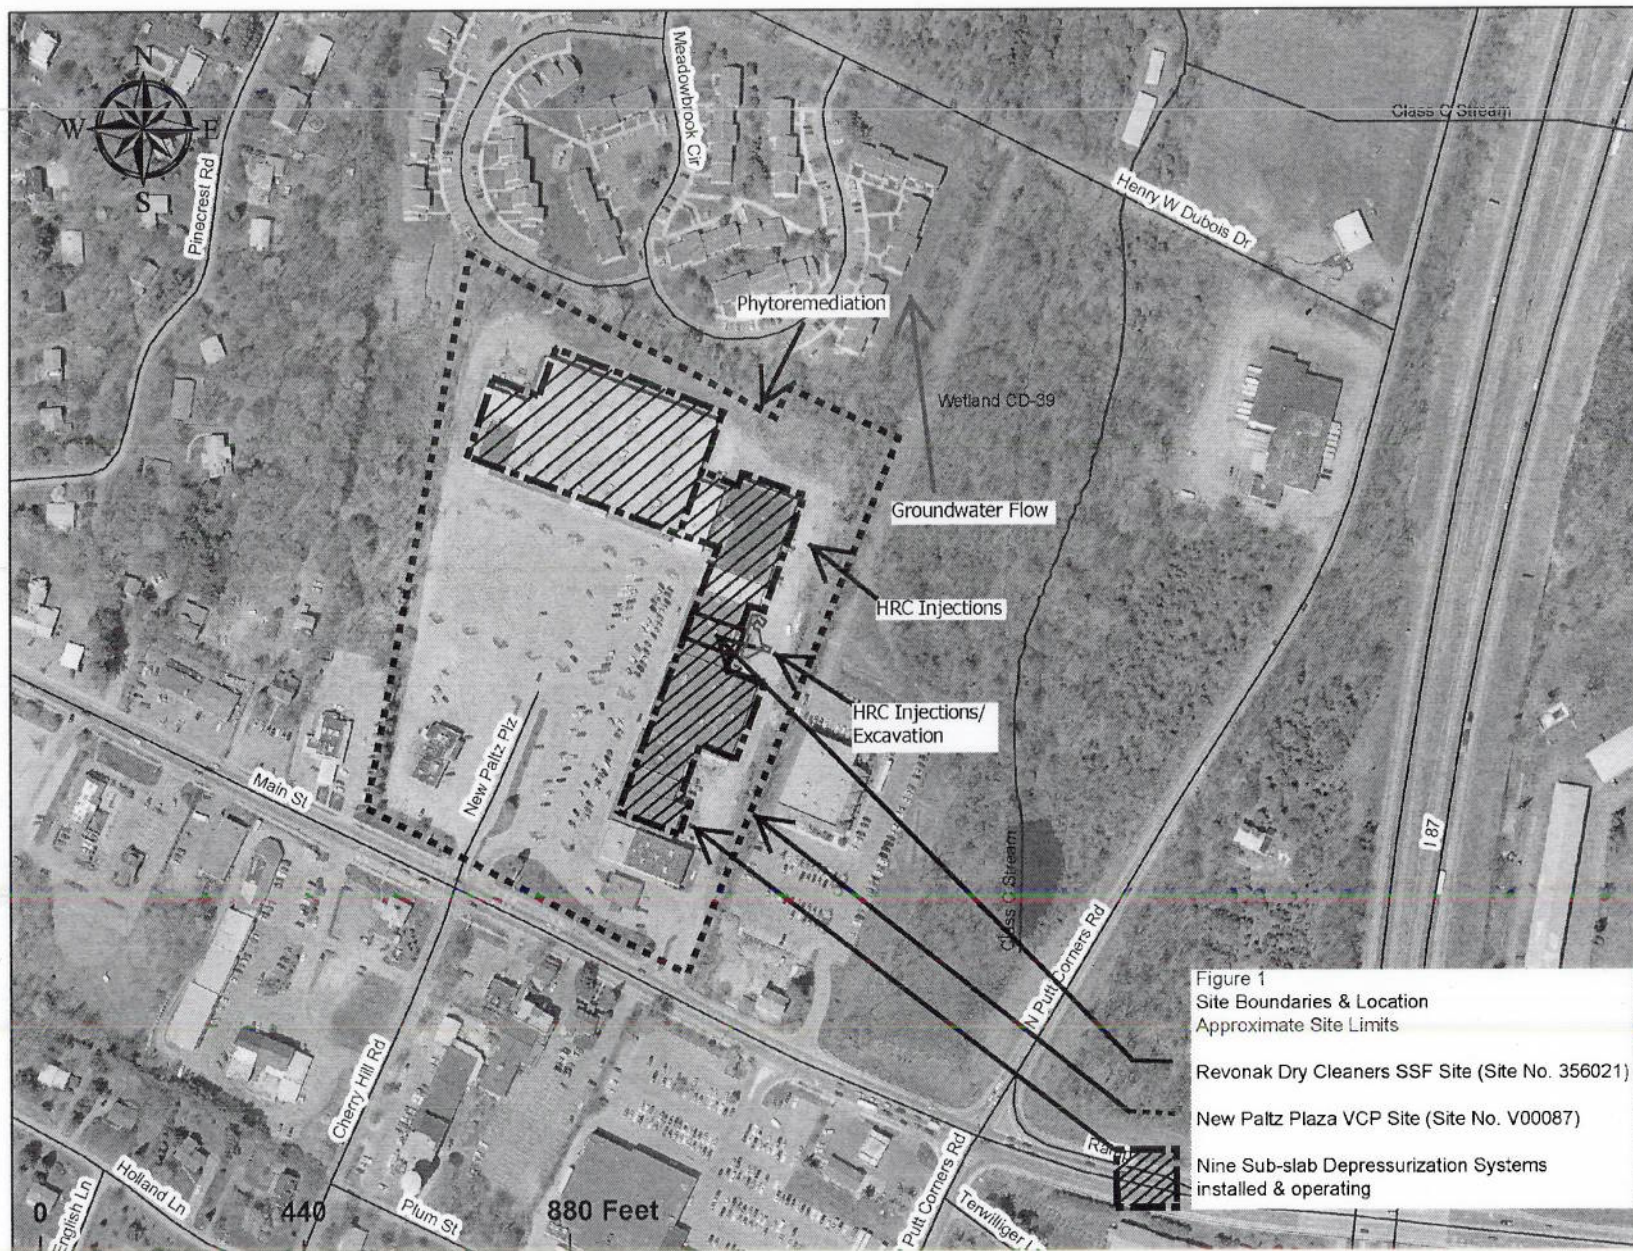 N
W E
S
Pinecrest Rd
Meadowbrook Cir
Class C Stream
Henry W Dubois Dr
Phytoremediation
Wetland CD-39
Groundwater Flow
HRC Injections
HRC Injections/
Excavation
New Paltz Plz
Main St
I 87
Class C Stream
N Putt Corners Rd
Cherry Hill Rd
Figure 1
Site Boundaries & Location
Approximate Site Limits
Revonak Dry Cleaners SSF Site (Site No. 356021)
New Paltz Plaza VCP Site (Site No. V00087)
Nine Sub-slab Depressurization Systems
installed & operating
Holland Ln
English Ln
Plum St
Putt Corners Rd
Terwilliger
0 440 880 Feet